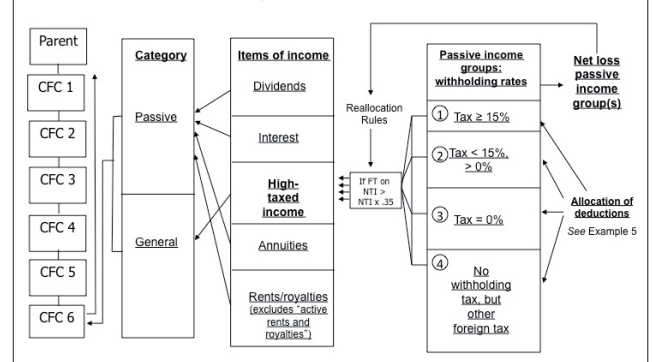 Parent
CFC 1
CFC 2
CFC 3
CFC 4
CFC 5
CFC 6
Category
Passive
General
Items of income
Dividends
Interest
High-
taxed
income
Annuities
Rents/royalties
(excludes “active
rents and
royalties”)
Reallocation
Rules
If FT on
NTI >
NTI x .35
Passive income
groups:
withholding rates
1 Tax ≥ 15%
2 Tax < 15%,
> 0%
3 Tax = 0%
4
No
withholding
tax, but
other
foreign tax
Net loss
passive
income
group(s)
Allocation of
deductions
See Example 5